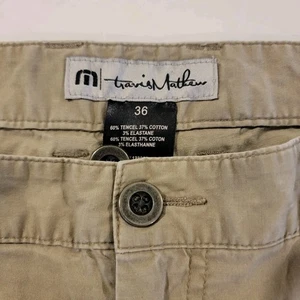 TravisMathew
36
60% TENCEL 37% COTTON
3% ELASTANE
60% TENCEL 37% COTTON
3% ELASTHANNE